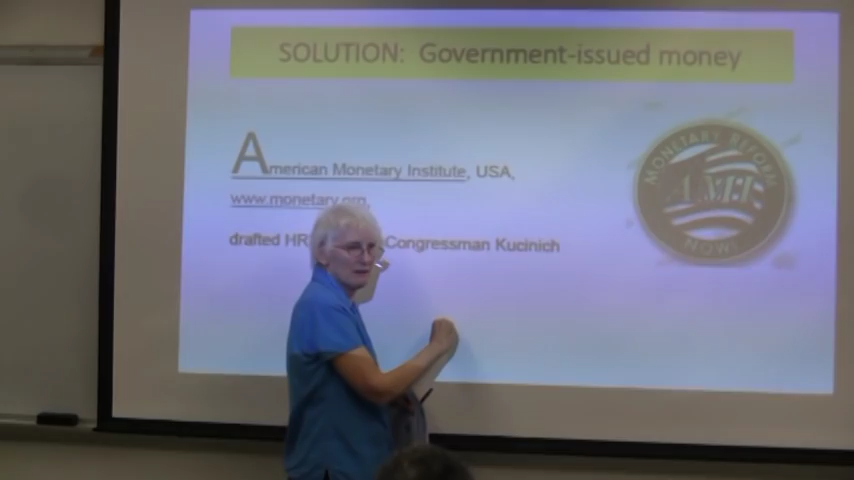 SOLUTION: Government-issued money
American Monetary Institute, USA,
www.monetary.org,
drafted HR Congressman Kucinich
MONETARY REFORM
AMI
NOW!